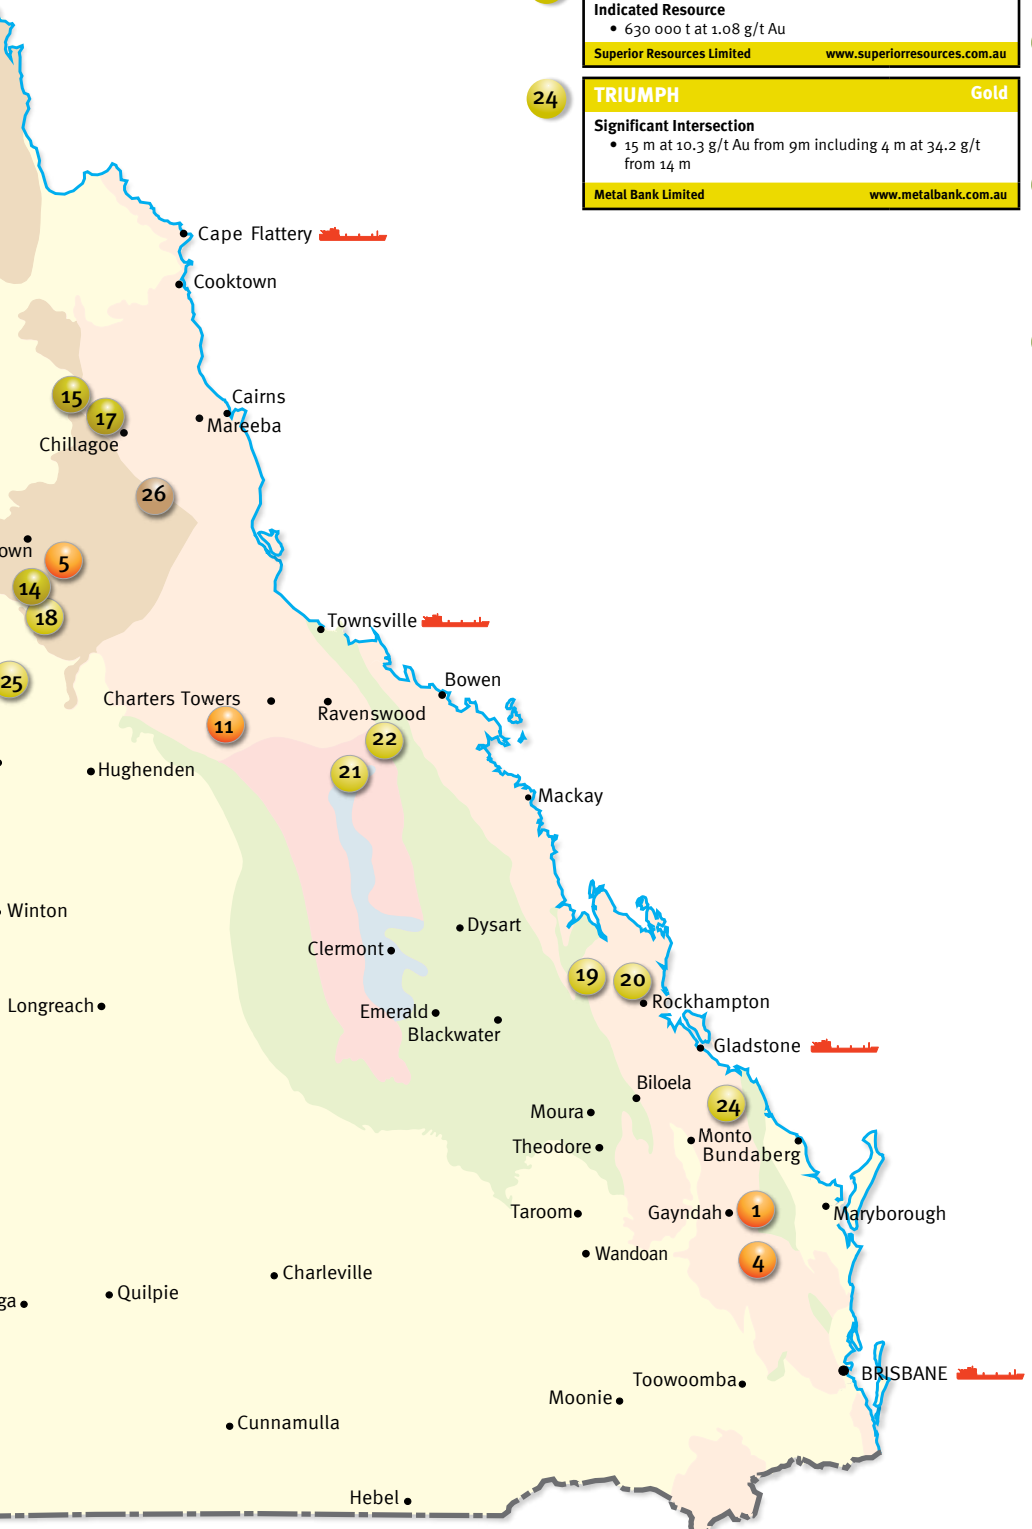 Indicated Resource
• 630 000 t at 1.08 g/t Au
Superior Resources Limited www.superiorresources.com.au
24
TRIUMPH Gold
Significant Intersection
• 15 m at 10.3 g/t Au from 9m including 4 m at 34.2 g/t
from 14 m
Metal Bank Limited www.metalbank.com.au
Cape Flattery
Cooktown
15
17
Cairns
Mareeba
Chillagoe
26
own
5
14
18
Townsville
25
Bowen
Charters Towers
Ravenswood
11
22
21
Hughenden
Mackay
Winton
Dysart
Clermont
19
20
Longreach
Rockhampton
Emerald
Blackwater
Gladstone
Biloela
24
Moura
Monto
Theodore
Bundaberg
Taroom
Gayndah
1
Maryborough
Wandoan
4
Charleville
Quilpie
ga
BRISBANE
Toowoomba
Moonie
Cunnamulla
Hebel